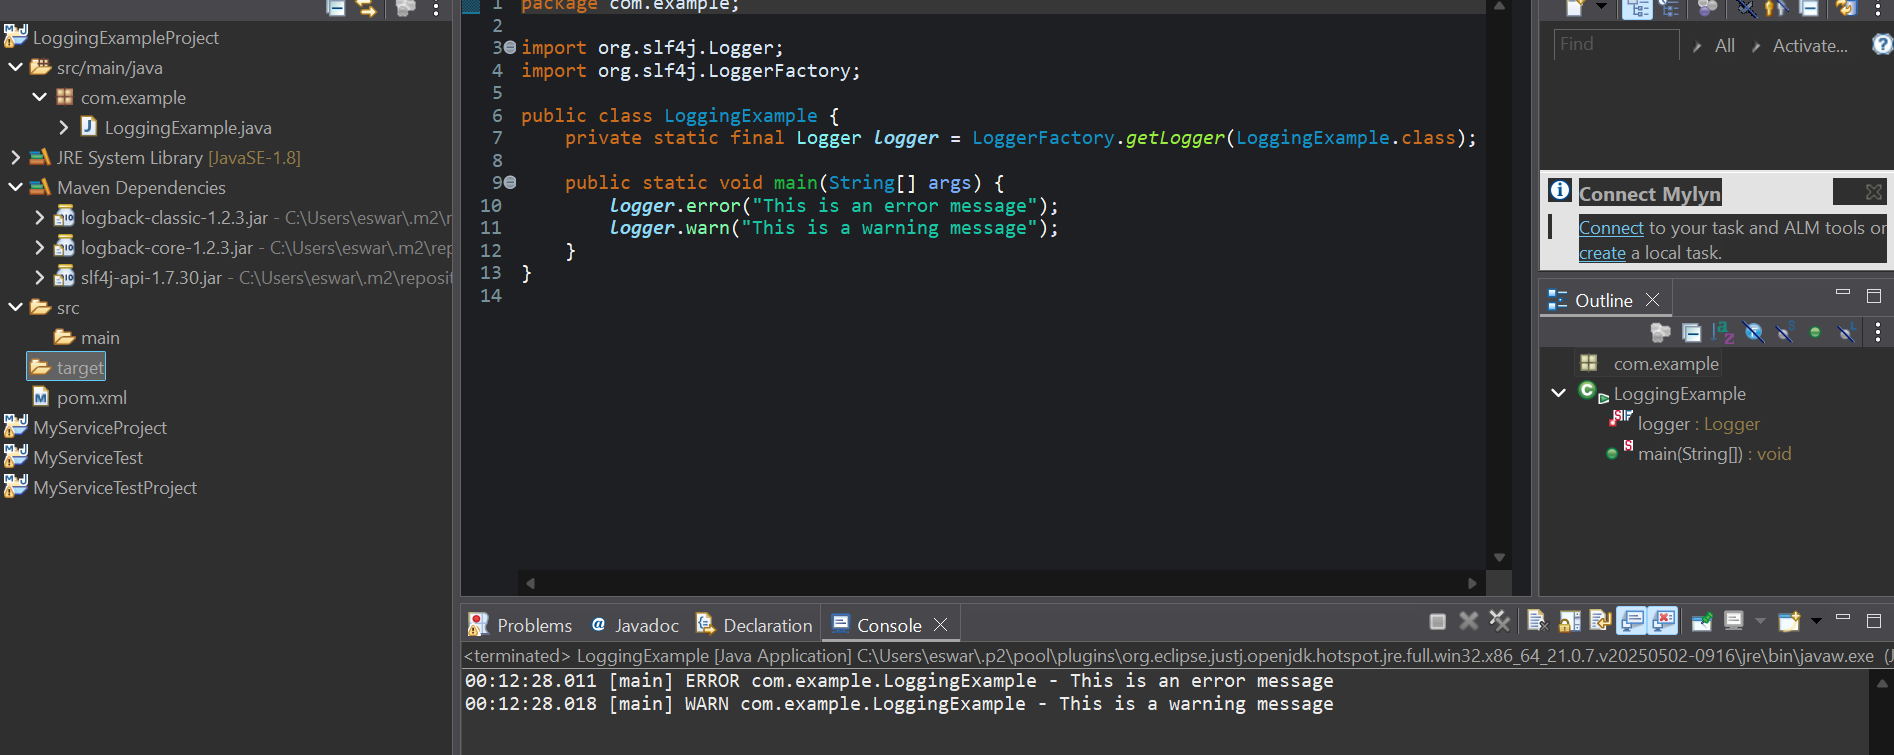 LoggingExampleProject
src/main/java
com.example
LoggingExample.java
JRE System Library [JavaSE-1.8]
Maven Dependencies
logback-classic-1.2.3.jar - C:\Users\eswar\.m2\r
logback-core-1.2.3.jar - C:\Users\eswar\.m2\rep
slf4j-api-1.7.30.jar - C:\Users\eswar\.m2\reposit
src
main
target
pom.xml
MyServiceProject
MyServiceTest
MyServiceTestProject
1 package com.example;
2
3 import org.slf4j.Logger;
4 import org.slf4j.LoggerFactory;
5
6 public class LoggingExample {
7     private static final Logger logger = LoggerFactory.getLogger(LoggingExample.class);
8
9     public static void main(String[] args) {
10         logger.error("This is an error message");
11         logger.warn("This is a warning message");
12     }
13 }
14
Find
All
Activate...
Connect Mylyn
Connect to your task and ALM tools or
create a local task.
Outline
com.example
LoggingExample
logger : Logger
main(String[]) : void
Problems
Javadoc
Declaration
Console
<terminated> LoggingExample [Java Application] C:\Users\eswar\.p2\pool\plugins\org.eclipse.justj.openjdk.hotspot.jre.full.win32.x86_64_21.0.7.v20250502-0916\jre\bin\javaw.exe (J
00:12:28.011 [main] ERROR com.example.LoggingExample - This is an error message
00:12:28.018 [main] WARN com.example.LoggingExample - This is a warning message